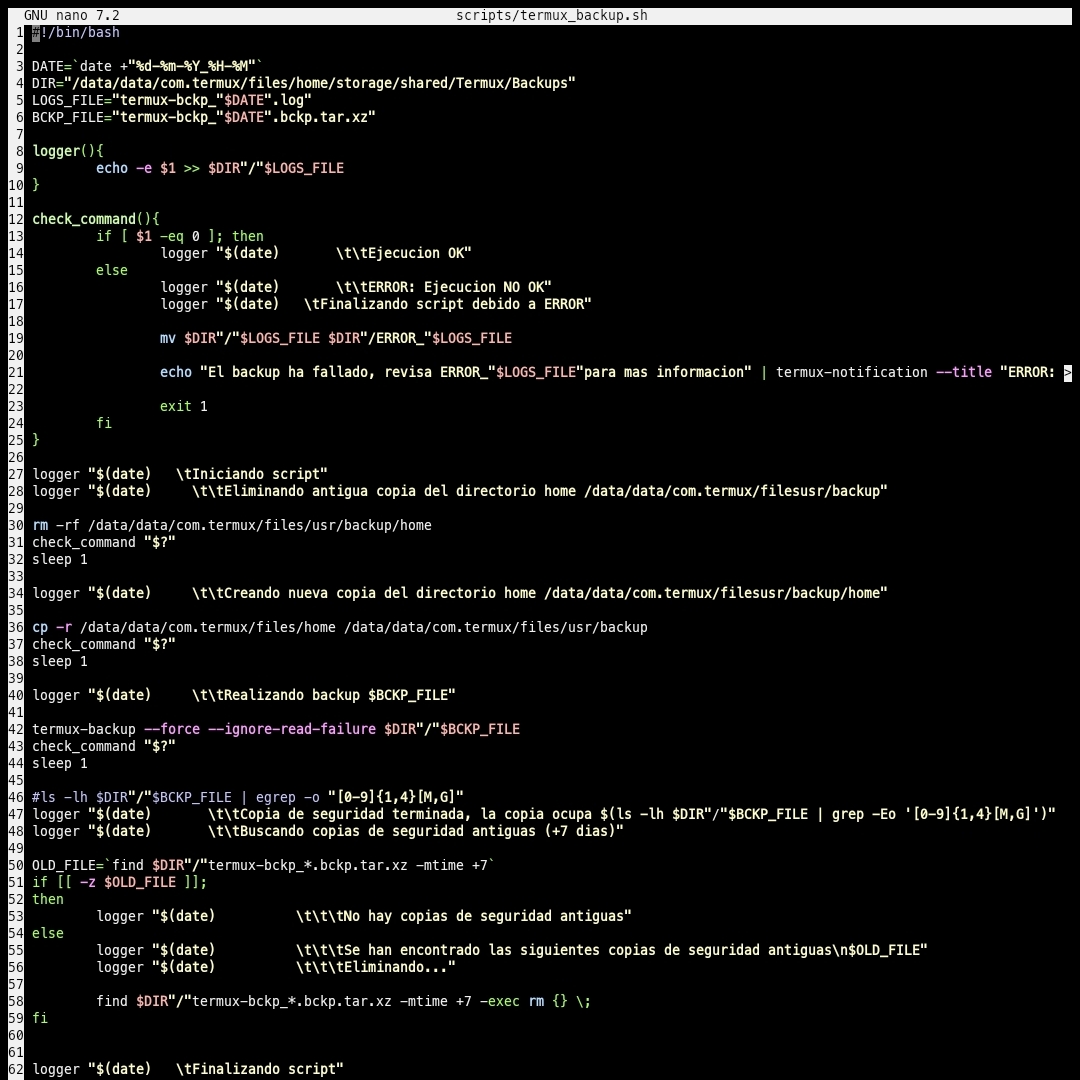 GNU nano 7.2 scripts/termux_backup.sh
1 #!/bin/bash
2
3 DATE=`date +"%d-%m-%Y_%H-%M"`
4 DIR="/data/data/com.termux/files/home/storage/shared/Termux/Backups"
5 LOGS_FILE="termux-bckp_"$DATE".log"
6 BCKP_FILE="termux-bckp_"$DATE".bckp.tar.xz"
7
8 logger(){
9         echo -e $1 >> $DIR"/"$LOGS_FILE
10 }
11
12 check_command(){
13         if [ $1 -eq 0 ]; then
14                 logger "$(date)       \t\tEjecucion OK"
15         else
16                 logger "$(date)       \t\tERROR: Ejecucion NO OK"
17                 logger "$(date)   \tFinalizando script debido a ERROR"
18
19                 mv $DIR"/"$LOGS_FILE $DIR"/ERROR_"$LOGS_FILE
20
21                 echo "El backup ha fallado, revisa ERROR_"$LOGS_FILE"para mas informacion" | termux-notification --title "ERROR: >
22
23                 exit 1
24         fi
25 }
26
27 logger "$(date)   \tIniciando script"
28 logger "$(date)     \t\tEliminando antigua copia del directorio home /data/data/com.termux/filesusr/backup"
29
30 rm -rf /data/data/com.termux/files/usr/backup/home
31 check_command "$?"
32 sleep 1
33
34 logger "$(date)     \t\tCreando nueva copia del directorio home /data/data/com.termux/filesusr/backup/home"
35
36 cp -r /data/data/com.termux/files/home /data/data/com.termux/files/usr/backup
37 check_command "$?"
38 sleep 1
39
40 logger "$(date)     \t\tRealizando backup $BCKP_FILE"
41
42 termux-backup --force --ignore-read-failure $DIR"/"$BCKP_FILE
43 check_command "$?"
44 sleep 1
45
46 #ls -lh $DIR"/"$BCKP_FILE | egrep -o "[0-9]{1,4}[M,G]"
47 logger "$(date)       \t\tCopia de seguridad terminada, la copia ocupa $(ls -lh $DIR"/"$BCKP_FILE | grep -Eo '[0-9]{1,4}[M,G]')"
48 logger "$(date)       \t\tBuscando copias de seguridad antiguas (+7 dias)"
49
50 OLD_FILE=`find $DIR"/"termux-bckp_*.bckp.tar.xz -mtime +7`
51 if [[ -z $OLD_FILE ]];
52 then
53         logger "$(date)          \t\t\tNo hay copias de seguridad antiguas"
54 else
55         logger "$(date)          \t\t\tSe han encontrado las siguientes copias de seguridad antiguas\n$OLD_FILE"
56         logger "$(date)          \t\t\tEliminando..."
57
58         find $DIR"/"termux-bckp_*.bckp.tar.xz -mtime +7 -exec rm {} \;
59 fi
60
61
62 logger "$(date)   \tFinalizando script"